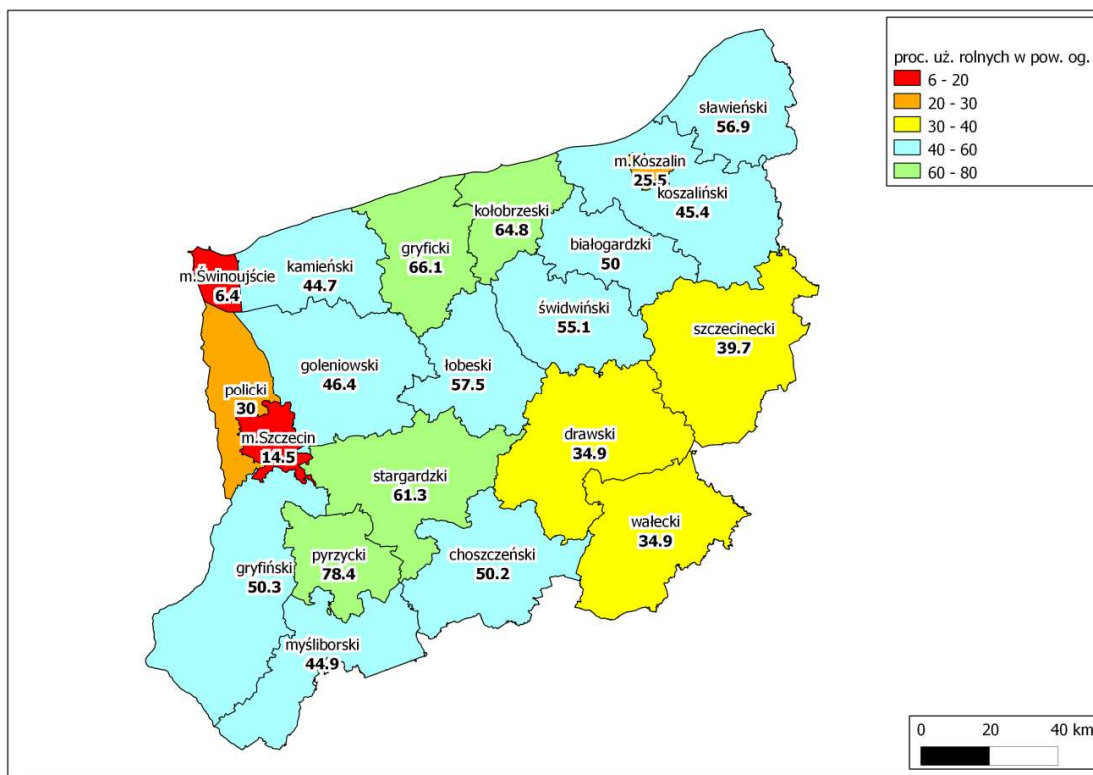 proc. uż. rolnych w pow. og.
6 - 20
20 - 30
30 - 40
40 - 60
60 - 80
sławieński
56.9
m.Koszalin
25.5
koszaliński
45.4
kołobrzeski
64.8
białogardzki
50
gryficki
66.1
kamieński
44.7
m.Świnoujście
6.4
świdwiński
55.1
szczecinecki
39.7
goleniowski
46.4
łobeski
57.5
policki
30
m.Szczecin
14.5
drawski
34.9
stargardzki
61.3
wałecki
34.9
choszczeński
50.2
pyrzycki
78.4
gryfiński
50.3
myśliborski
44.9
0 20 40 km